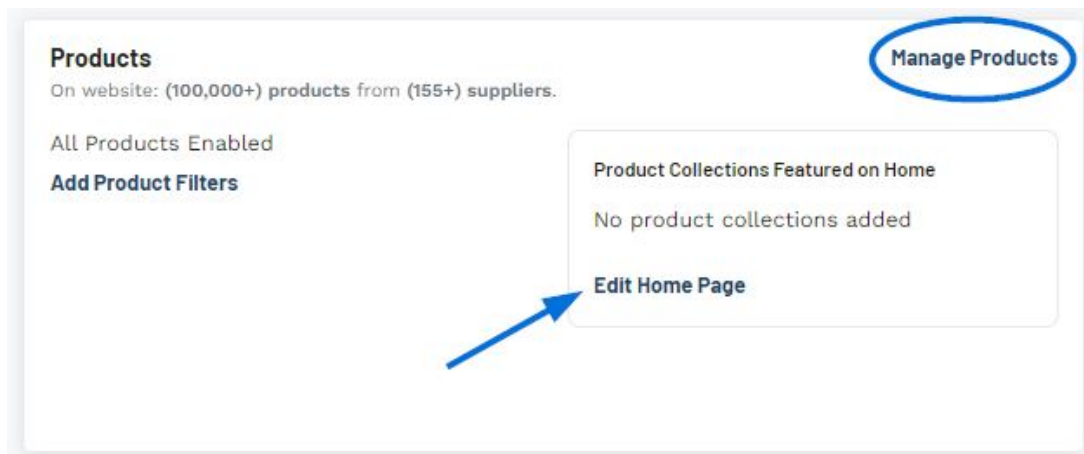 Products
Manage Products
On website: (100,000+) products from (155+) suppliers.
All Products Enabled
Add Product Filters
Product Collections Featured on Home
No product collections added
Edit Home Page